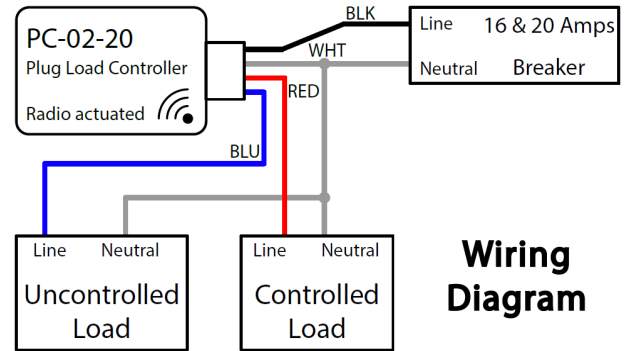 PC-02-20
Plug Load Controller
Radio actuated
BLK
WHT
RED
BLU
Line 16 & 20 Amps
Neutral Breaker
Line Neutral
Uncontrolled
Load
Line Neutral
Controlled
Load
Wiring
Diagram